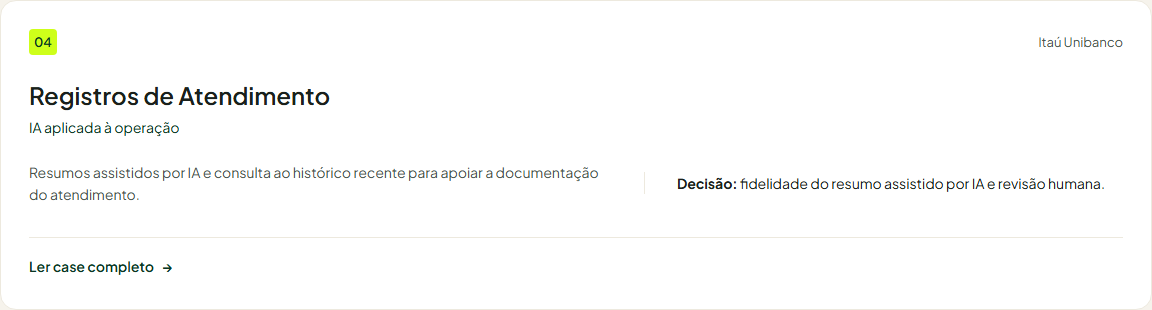 04
Itaú Unibanco
Registros de Atendimento
IA aplicada à operação
Resumos assistidos por IA e consulta ao histórico recente para apoiar a documentação
do atendimento.
Decisão: fidelidade do resumo assistido por IA e revisão humana.
Ler case completo →